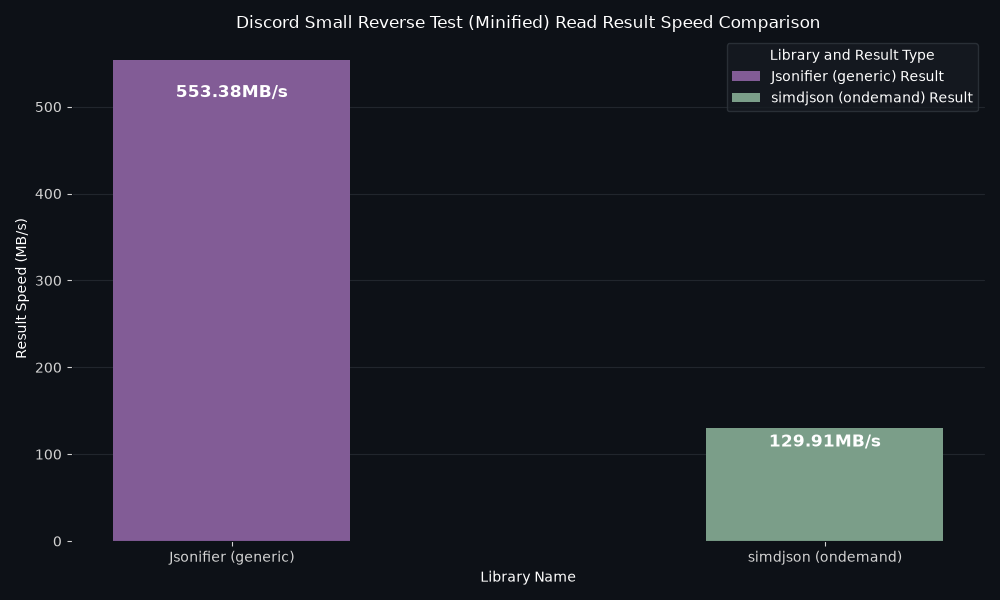 Discord Small Reverse Test (Minified) Read Result Speed Comparison
Library and Result Type
Jsonifier (generic) Result
simdjson (ondemand) Result
553.38MB/s
129.91MB/s
Result Speed (MB/s)
500
400
300
200
100
0
Jsonifier (generic)
simdjson (ondemand)
Library Name